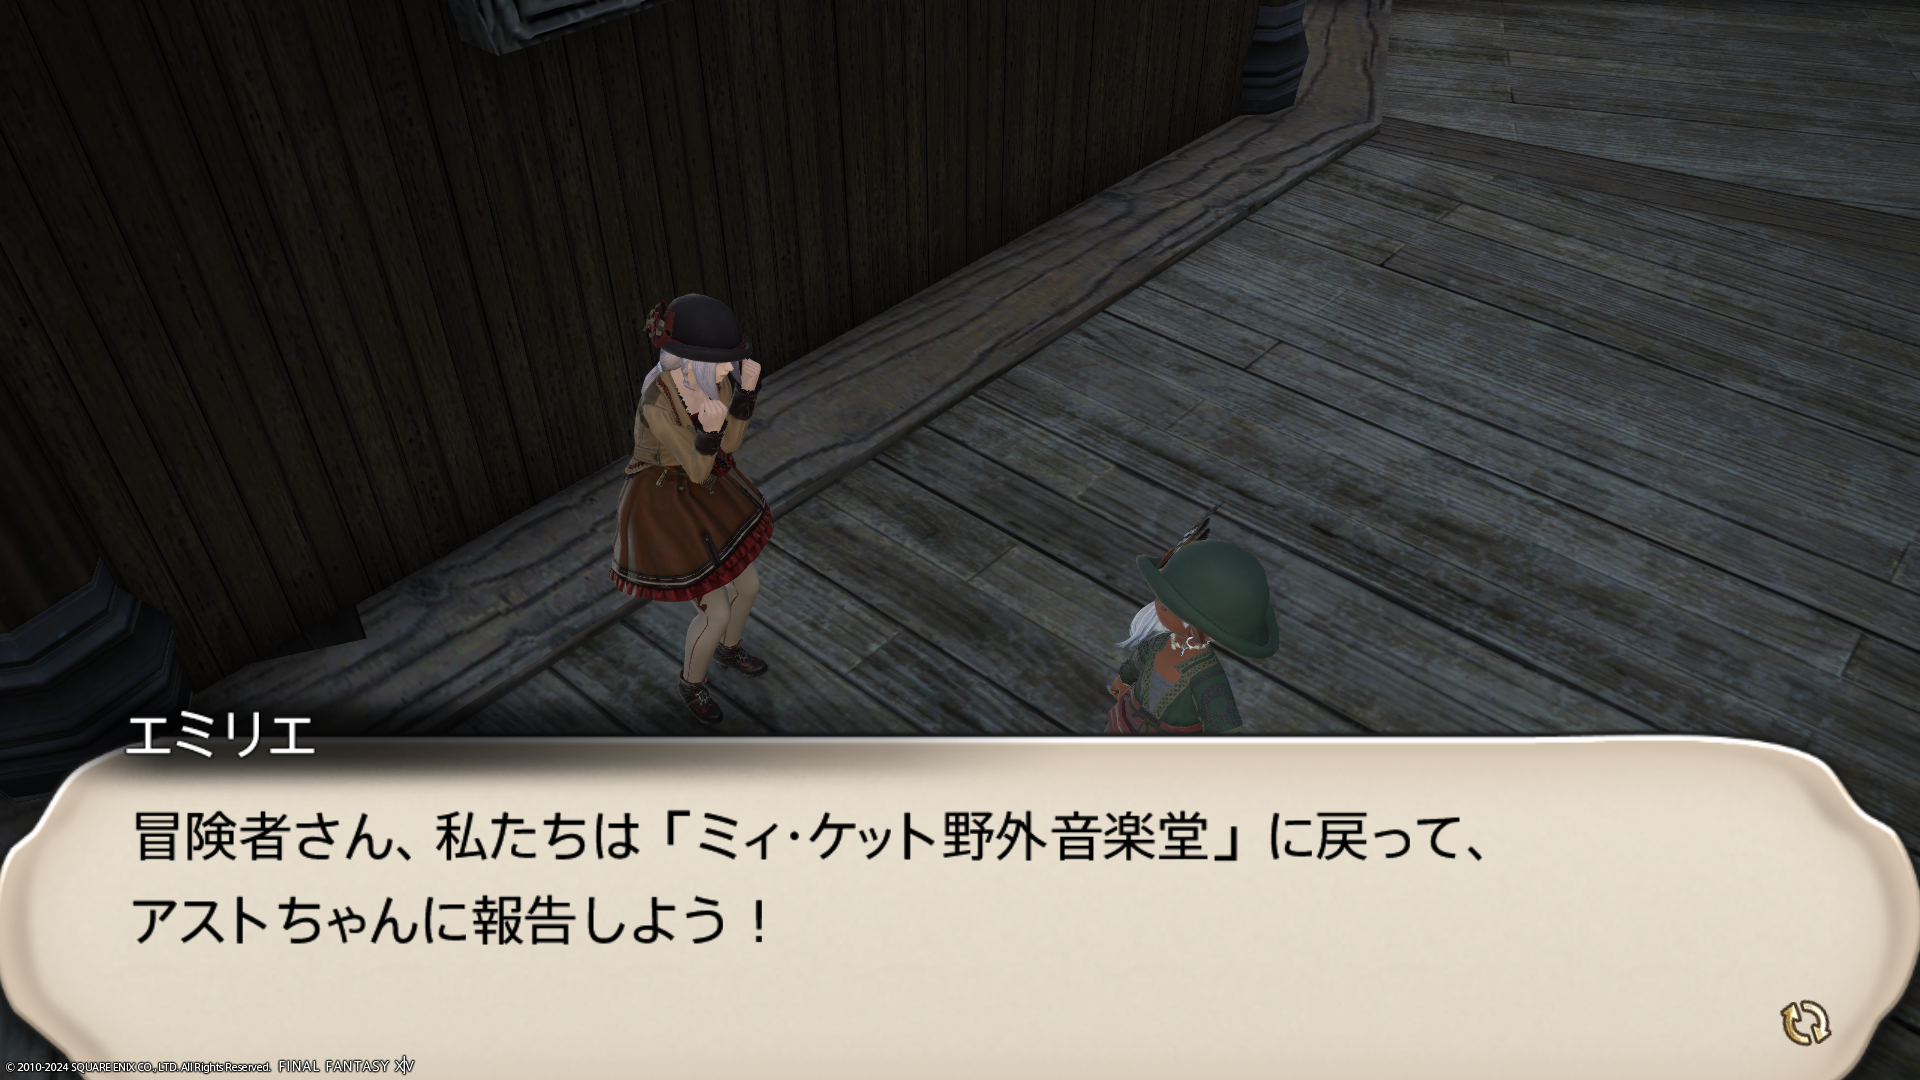 エミリエ
冒険者さん、私たちは「ミィ・ケット野外音楽堂」に戻って、
アストちゃんに報告しよう！
© 2010-2024 SQUARE ENIX CO., LTD. All Rights Reserved. FINAL FANTASY XIV